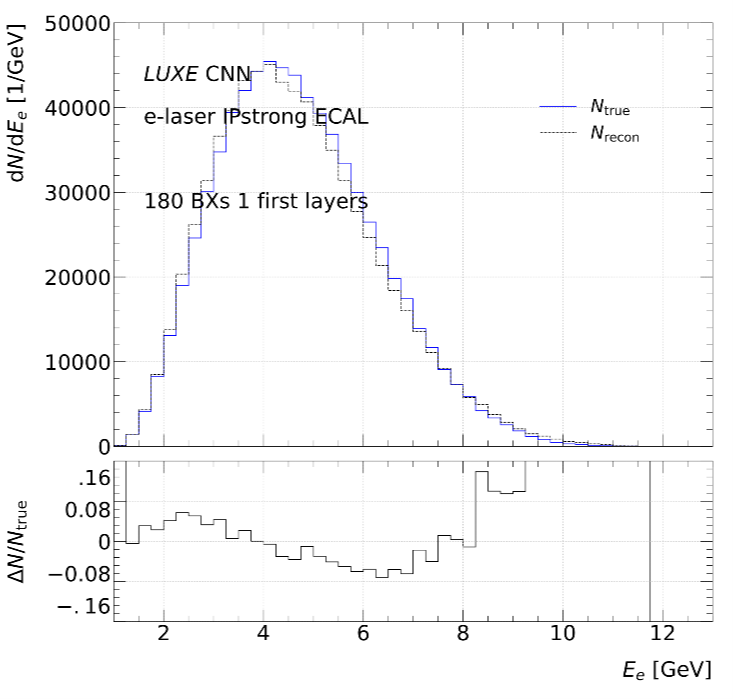 50000
LUXE CNN
40000
e-laser IPstrong ECAL
N_true
N_recon
dN/dE_e [1/GeV]
30000
180 BXs 1 first layers
20000
10000
0
.16
0.08
0
−0.08
−.16
ΔN/N_true
2 4 6 8 10 12
E_e [GeV]